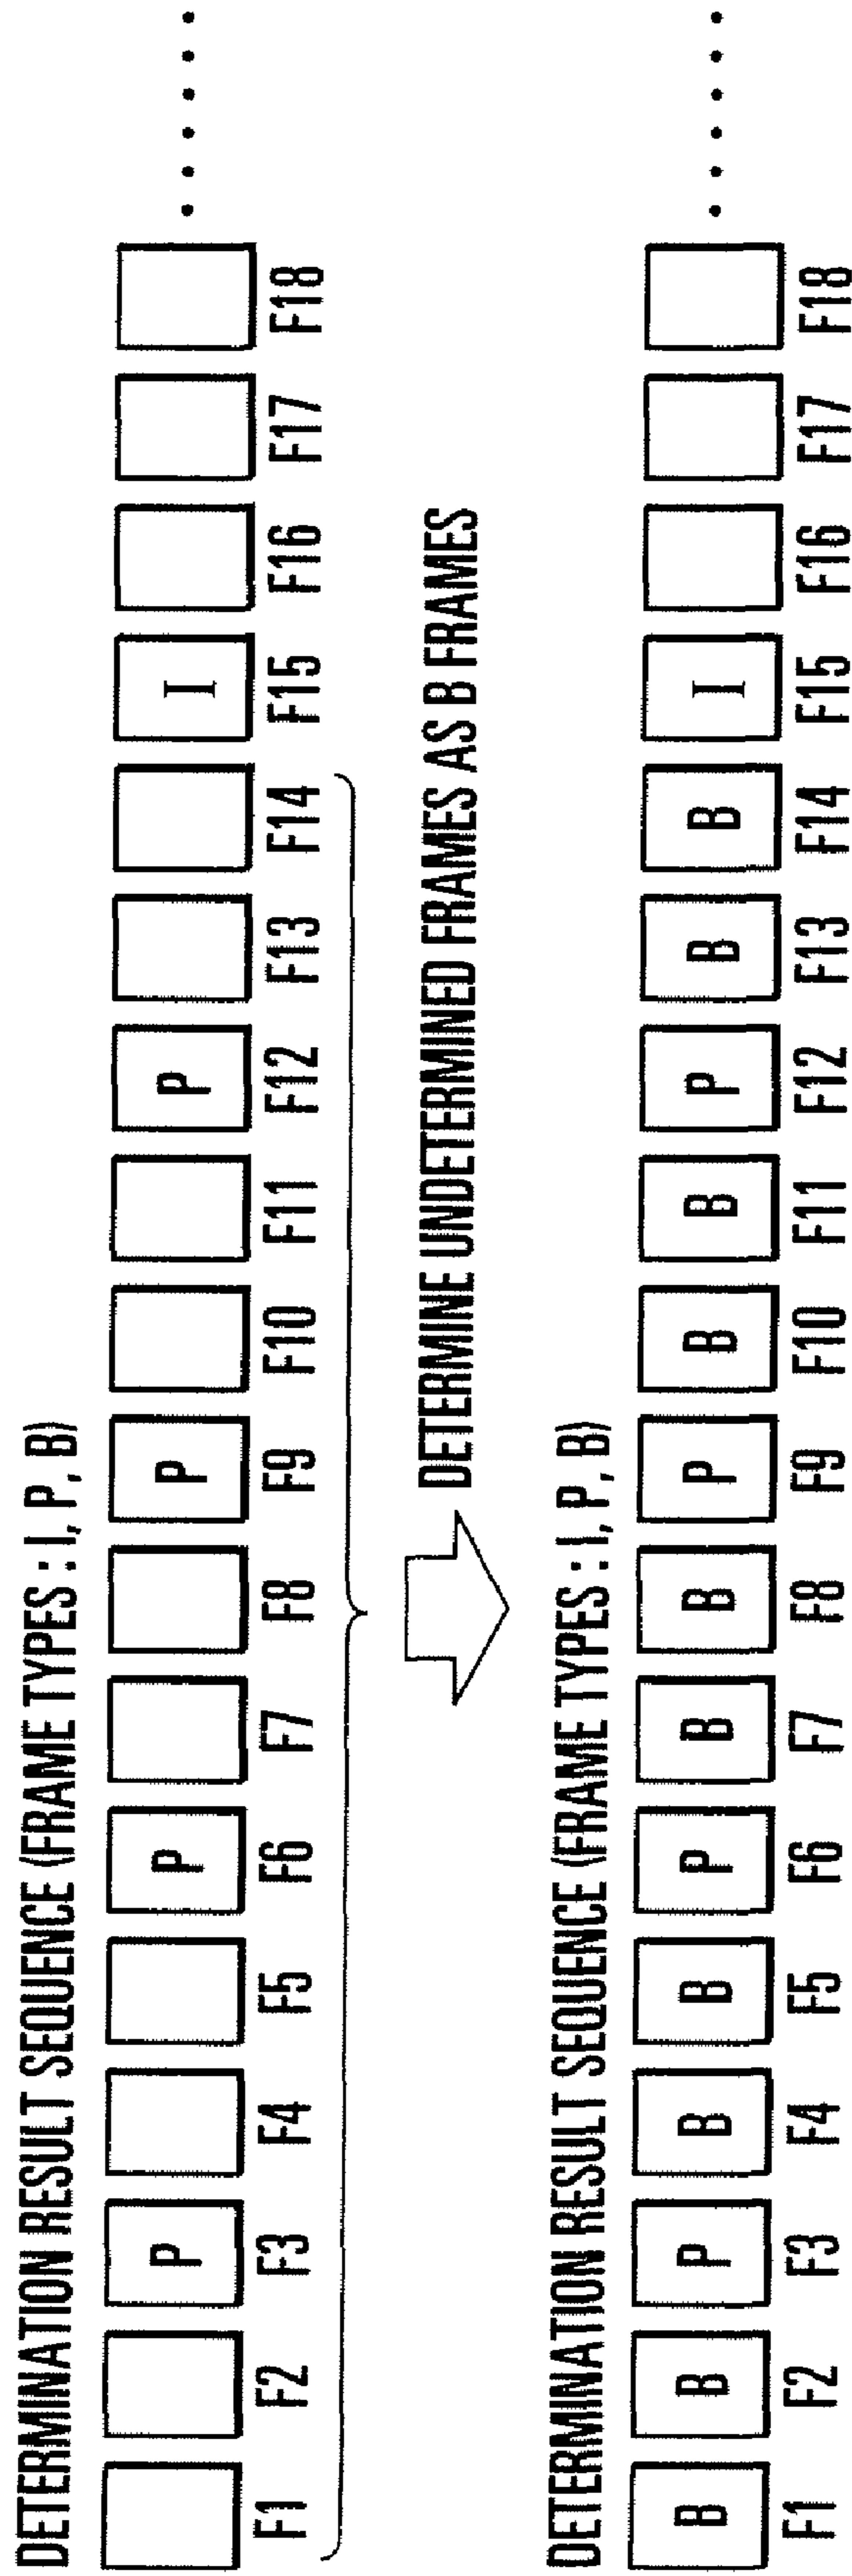 DETERMINATION RESULT SEQUENCE (FRAME TYPES : I, P, B)
P P P P I
F1 F2 F3 F4 F5 F6 F7 F8 F9 F10 F11 F12 F13 F14 F15 F16 F17 F18
DETERMINE UNDETERMINED FRAMES AS B FRAMES
DETERMINATION RESULT SEQUENCE (FRAME TYPES : I, P, B)
B B P B B P B B P B B P B B I
F1 F2 F3 F4 F5 F6 F7 F8 F9 F10 F11 F12 F13 F14 F15 F16 F17 F18